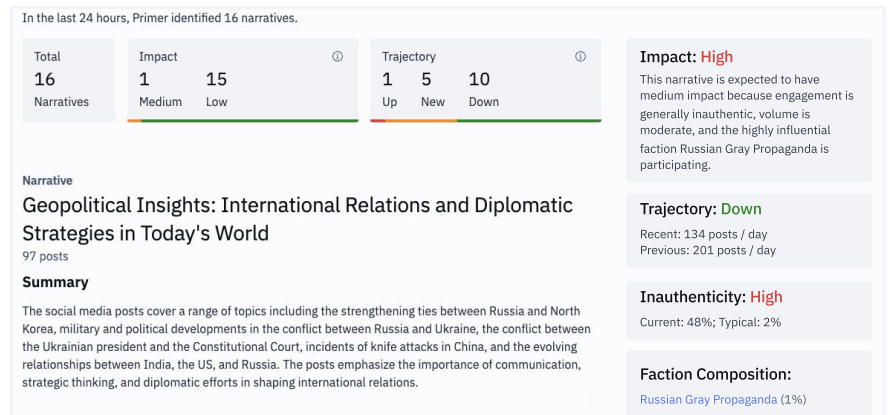 In the last 24 hours, Primer identified 16 narratives.
Total
16
Narratives
Impact
1
15
Medium
Low
Trajectory
1
5
10
Up
New
Down
Narrative
Geopolitical Insights: International Relations and Diplomatic
Strategies in Today's World
97 posts
Summary
The social media posts cover a range of topics including the strengthening ties between Russia and North
Korea, military and political developments in the conflict between Russia and Ukraine, the conflict between
the Ukrainian president and the Constitutional Court, incidents of knife attacks in China, and the evolving
relationships between India, the US, and Russia. The posts emphasize the importance of communication,
strategic thinking, and diplomatic efforts in shaping international relations.
Impact: High
This narrative is expected to have
medium impact because engagement is
generally inauthentic, volume is
moderate, and the highly influential
faction Russian Gray Propaganda is
participating.
Trajectory: Down
Recent: 134 posts / day
Previous: 201 posts / day
Inauthenticity: High
Current: 48%; Typical: 2%
Faction Composition:
Russian Gray Propaganda (1%)